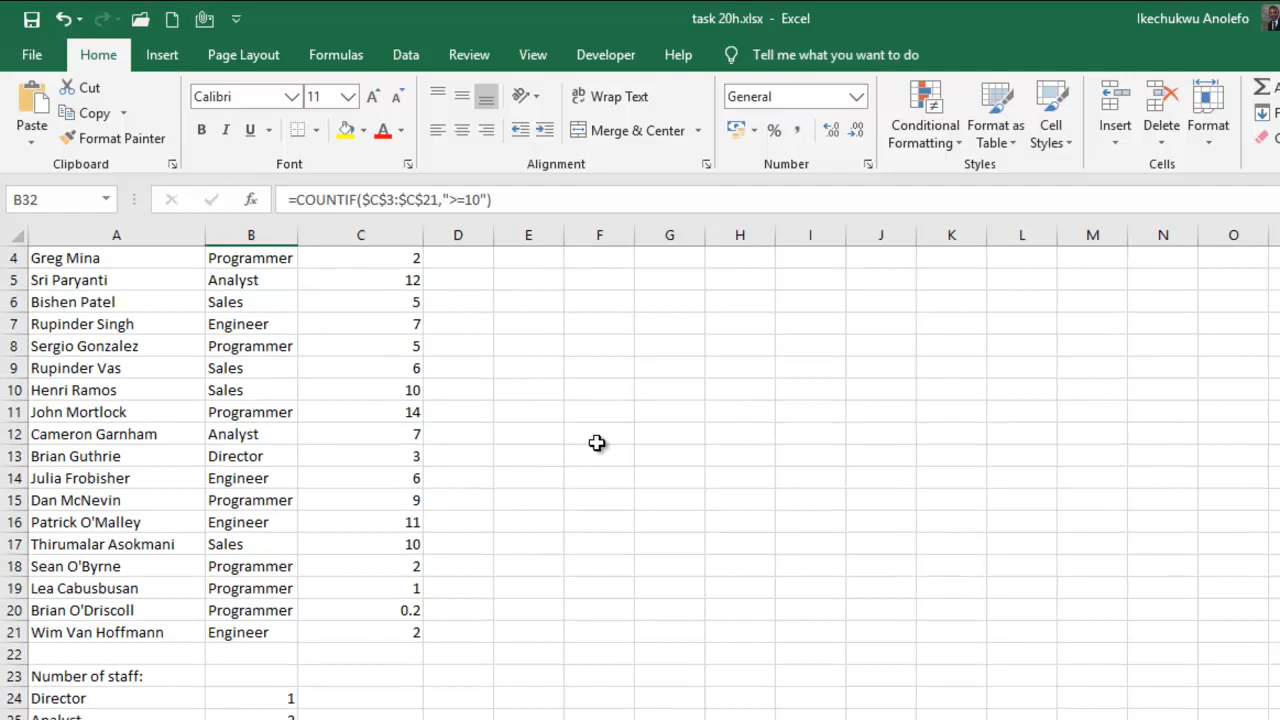 task 20h.xlsx - Excel
Ikechukwu Anolefo
File Home Insert Page Layout Formulas Data Review View Developer Help Tell me what you want to do
Paste
Cut
Copy
Format Painter
Clipboard
Calibri 11
B I U
Font
Wrap Text
Merge & Center
Alignment
General
Number
Conditional Formatting
Format as Table
Cell Styles
Styles
Insert Delete Format
Cells
B32 fx =COUNTIF($C$3:$C$21,">=10")
A B C D E F G H I J K L M N O
4 Greg Mina Programmer 2
5 Sri Paryanti Analyst 12
6 Bishen Patel Sales 5
7 Rupinder Singh Engineer 7
8 Sergio Gonzalez Programmer 5
9 Rupinder Vas Sales 6
10 Henri Ramos Sales 10
11 John Mortlock Programmer 14
12 Cameron Garnham Analyst 7
13 Brian Guthrie Director 3
14 Julia Frobisher Engineer 6
15 Dan McNevin Programmer 9
16 Patrick O'Malley Engineer 11
17 Thirumalar Asokmani Sales 10
18 Sean O'Byrne Programmer 2
19 Lea Cabusbusan Programmer 1
20 Brian O'Driscoll Programmer 0.2
21 Wim Van Hoffmann Engineer 2
22
23 Number of staff:
24 Director 1
25 Analyst 2